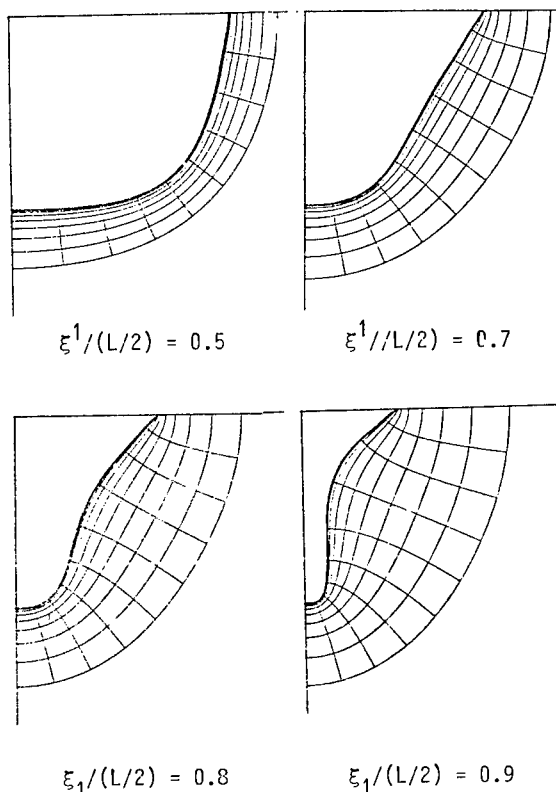 ξ¹/(L/2) = 0.5
ξ¹//L/2) = 0.7
ξ₁/(L/2) = 0.8
ξ₁/(L/2) = 0.9